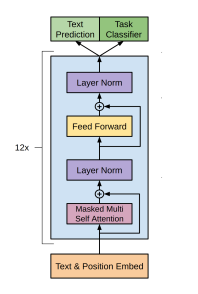 Text
Prediction
Task
Classifier
Layer Norm
Feed Forward
12x
Layer Norm
Masked Multi
Self Attention
Text & Position Embed